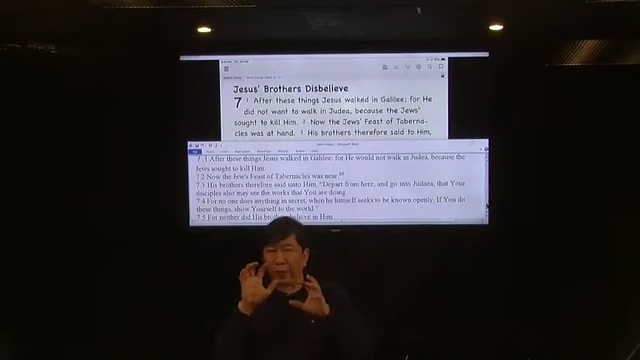 Jesus' Brothers Disbelieve
7 1 After these things Jesus walked in Galilee; for He
did not want to walk in Judea, because the Jews
sought to kill Him. 2 Now the Jews' Feast of Taberna-
cles was at hand. 3 His brothers therefore said to Him,
7:1 After these things Jesus walked in Galilee: for He would not walk in Judea, because the
Jews sought to kill Him.
7:2 Now the Jew's Feast of Tabernacles was near.
7:3 His brothers therefore said unto Him, "Depart from here, and go into Judaea, that Your
disciples also may see the works that You are doing.
7:4 For no one does anything in secret, when he himself seeks to be known openly. If You do
these things, show Yourself to the world."
7:5 For neither did His brothers believe in Him.